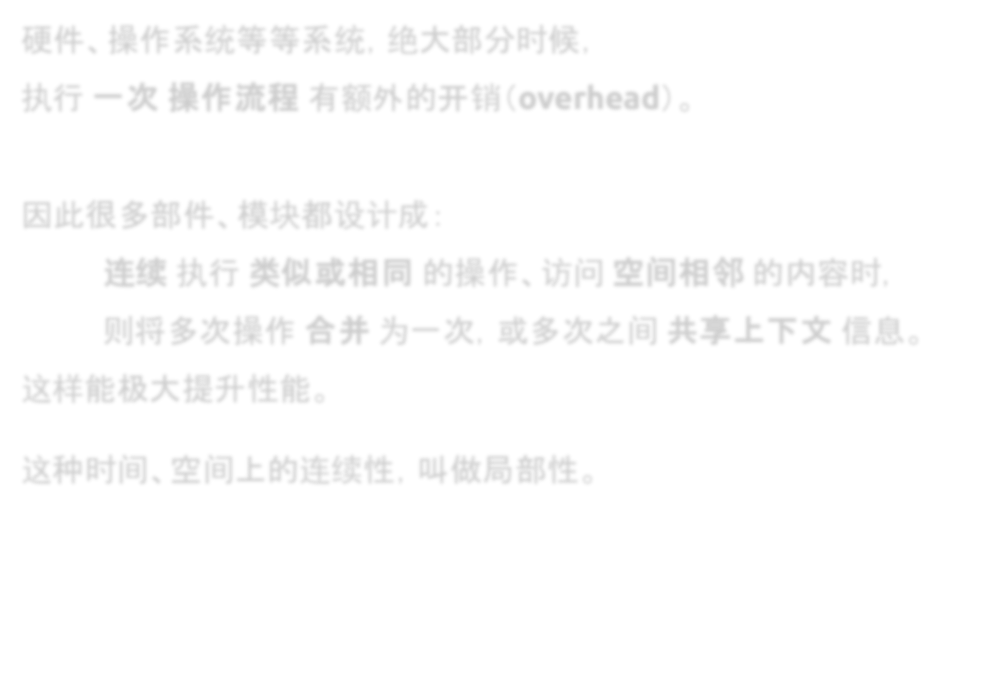 硬件、操作系统等等系统，绝大部分时候，
执行 一次 操作流程 有额外的开销（overhead）。
因此很多部件、模块都设计成：
连续 执行 类似或相同 的操作、访问 空间相邻 的内容时，
则将多次操作 合并 为一次，或多次之间 共享上下文 信息。
这样能极大提升性能。
这种时间、空间上的连续性，叫做局部性。